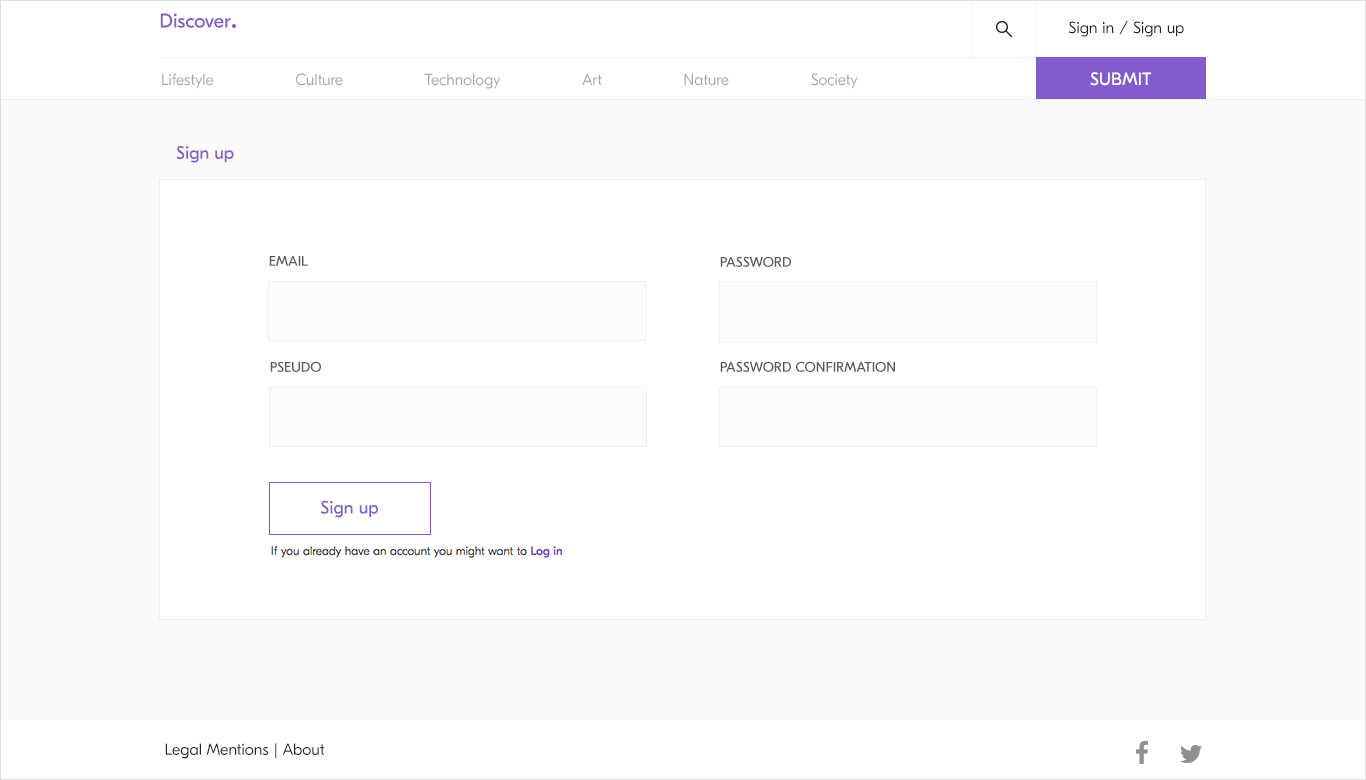 Discover.
Sign in / Sign up
Lifestyle Culture Technology Art Nature Society SUBMIT
Sign up
EMAIL PASSWORD
PSEUDO PASSWORD CONFIRMATION
Sign up
If you already have an account you might want to Log in
Legal Mentions | About